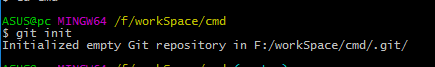 ASUS@pc MINGW64 /f/workSpace/cmd
$ git init
Initialized empty Git repository in F:/workSpace/cmd/.git/